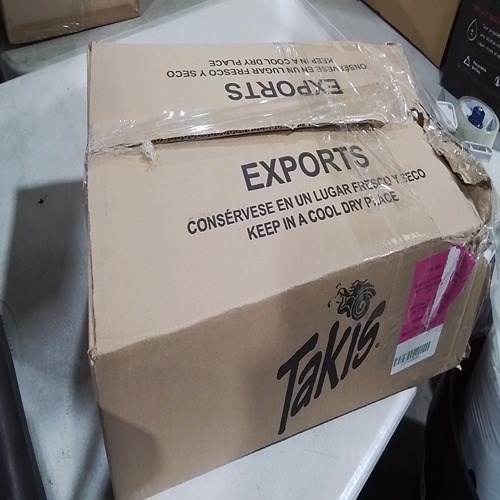 KEEP IN A COOL DRY PLACE
CONSÉRVESE EN UN LUGAR FRESCO Y SECO
EXPORTS
EXPORTS
CONSÉRVESE EN UN LUGAR FRESCO Y SECO
KEEP IN A COOL DRY PLACE
TAKIS